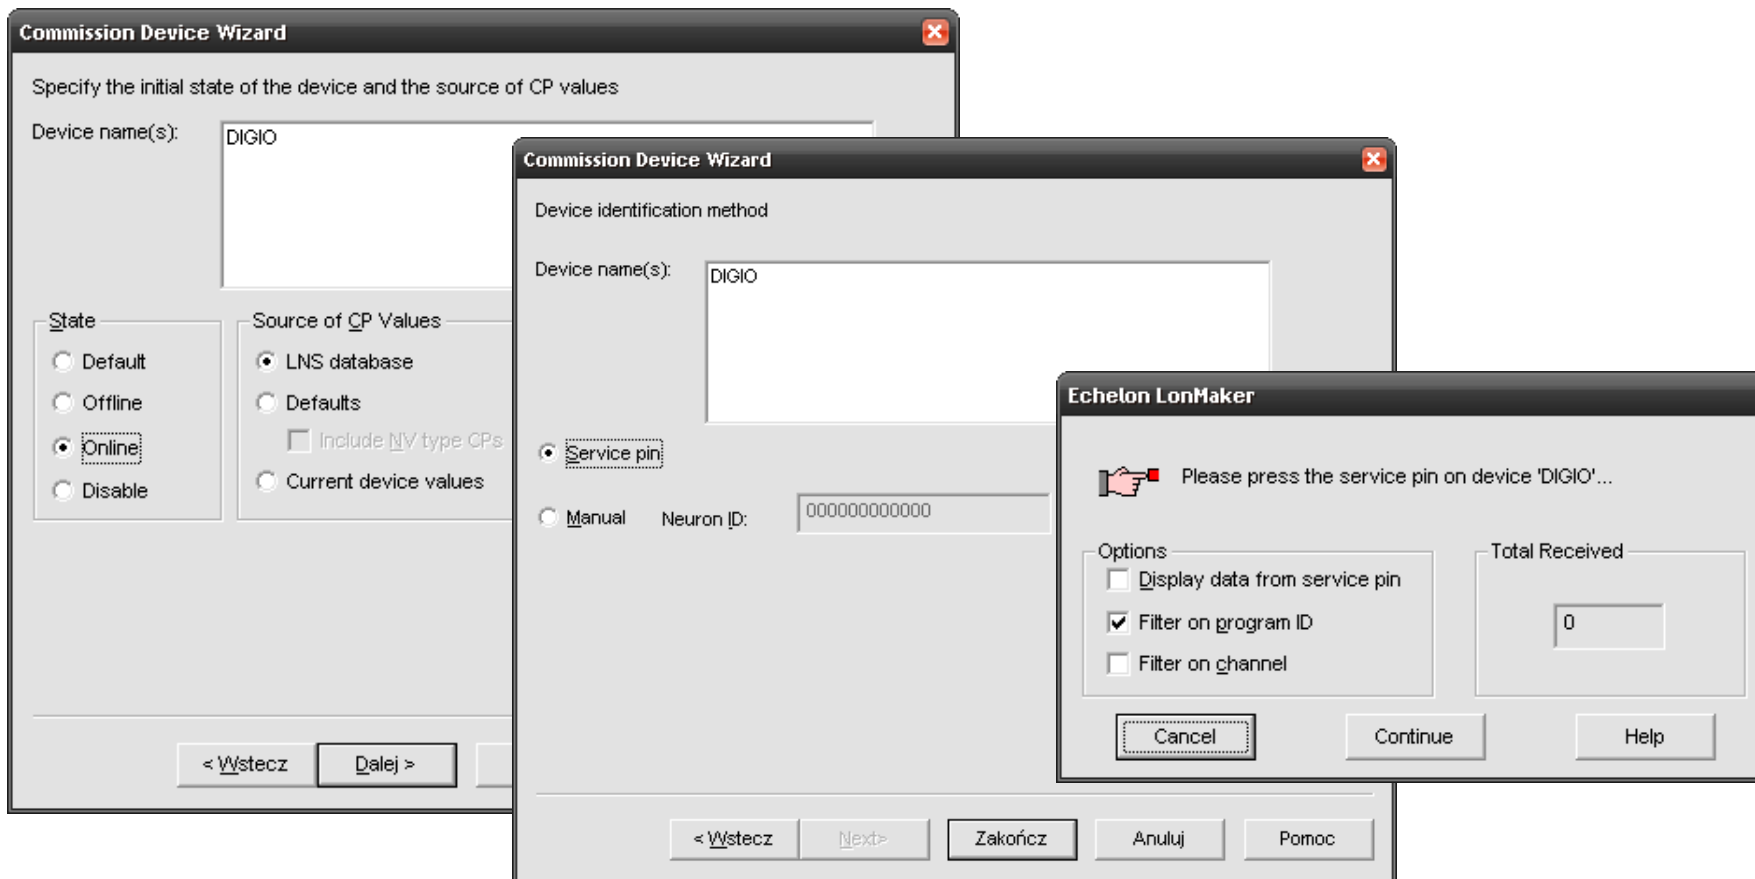 Commission Device Wizard
Specify the initial state of the device and the source of CP values
Device name(s):
DIGIO
State
Default
Offline
Online
Disable
Source of CP Values
LNS database
Defaults
Include NV type CPs
Current device values
< Wstecz
Dalej >
Commission Device Wizard
Device identification method
Device name(s):
DIGIO
Service pin
Manual
Neuron ID:
000000000000
< Wstecz
Next>
Zakończ
Anuluj
Pomoc
Echelon LonMaker
Please press the service pin on device 'DIGIO'...
Options
Display data from service pin
Filter on program ID
Filter on channel
Total Received
0
Cancel
Continue
Help